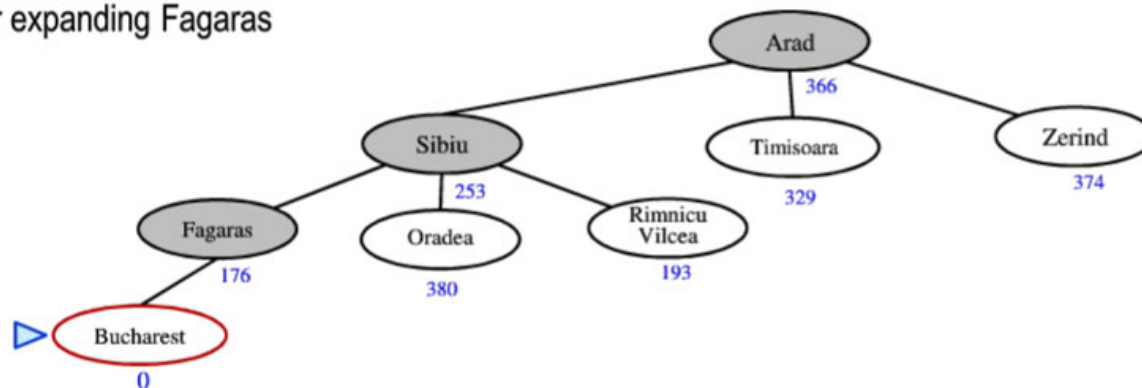 r expanding Fagaras
Arad
366
Sibiu
253
Timisoara
329
Zerind
374
Fagaras
176
Oradea
380
Rimnicu
Vilcea
193
Bucharest
0